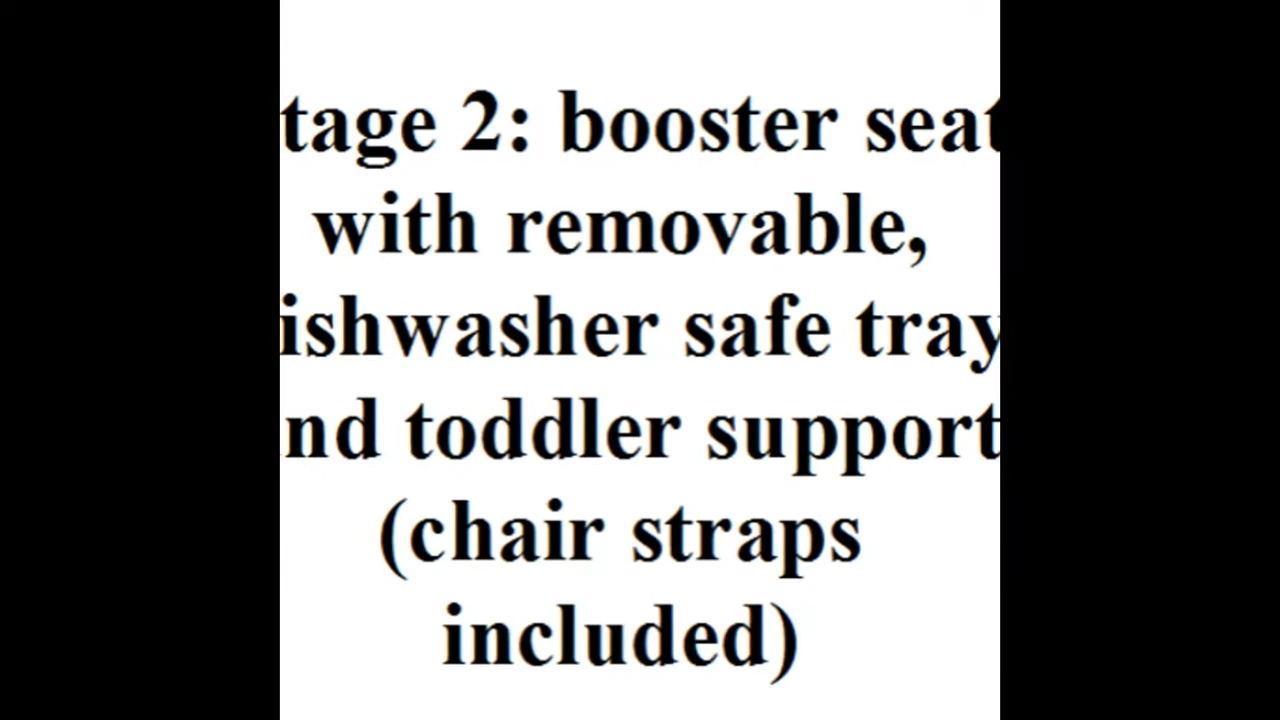 tage 2: booster seat
with removable,
ishwasher safe tray
nd toddler support
(chair straps
included)